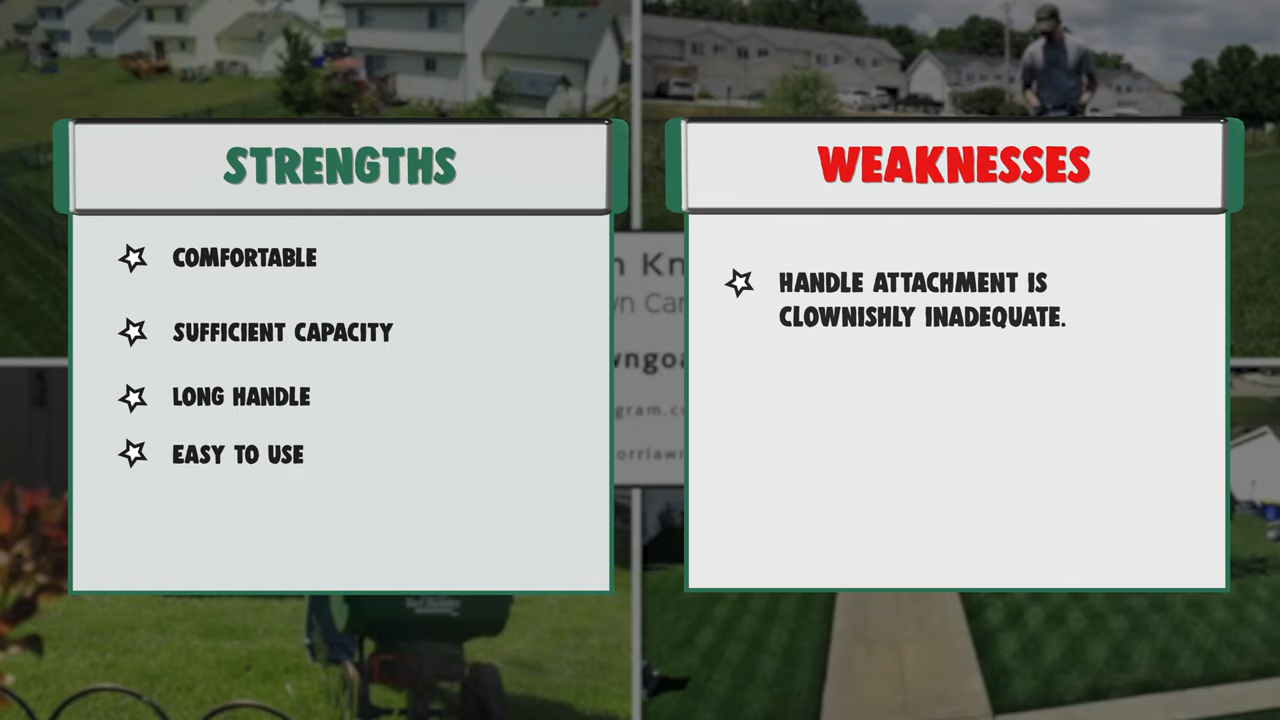 STRENGTHS
COMFORTABLE
SUFFICIENT CAPACITY
LONG HANDLE
EASY TO USE
WEAKNESSES
HANDLE ATTACHMENT IS
CLOWNISHLY INADEQUATE.